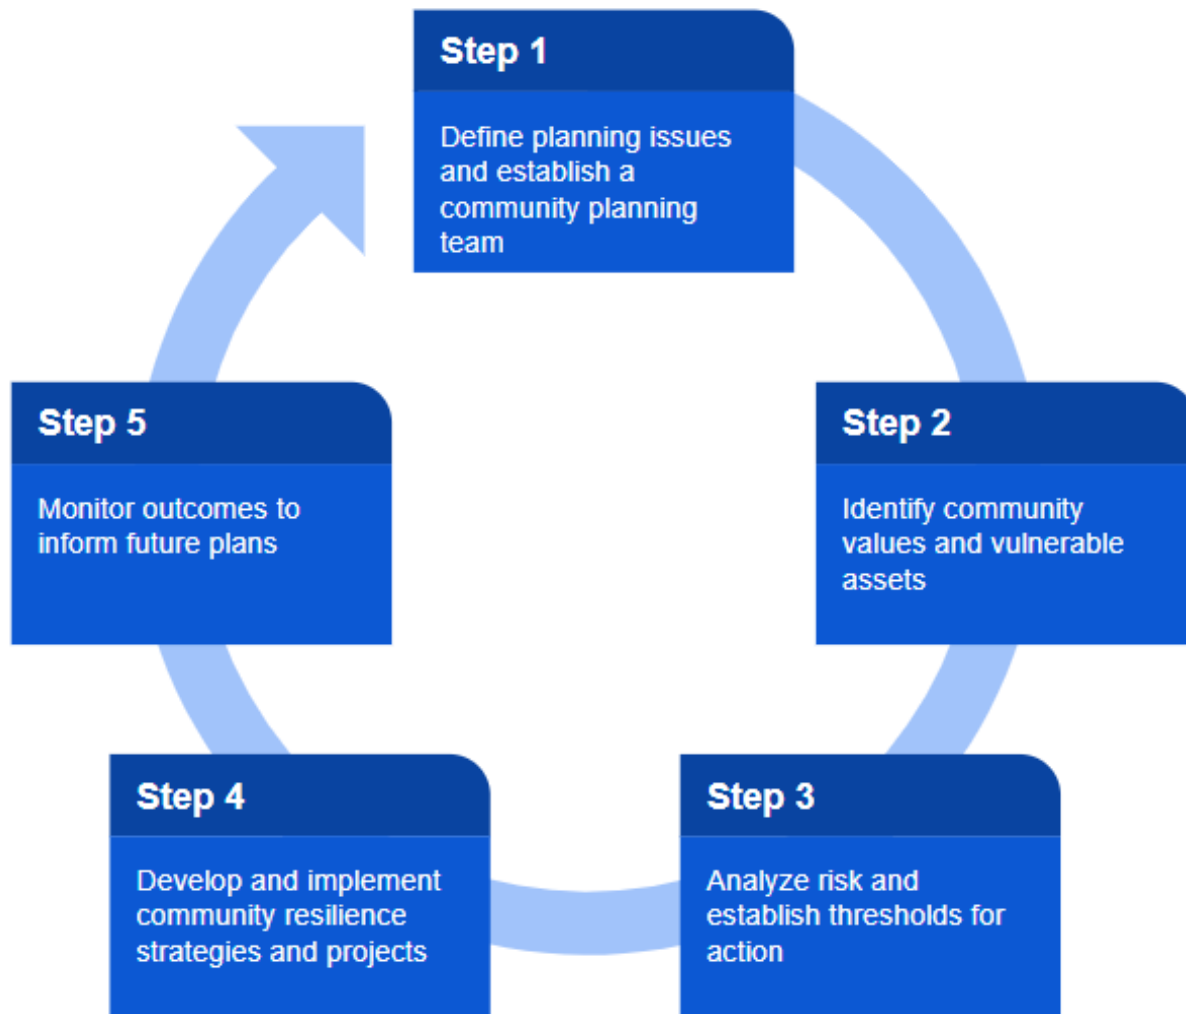 Step 1
Define planning issues
and establish a
community planning
team
Step 2
Identify community
values and vulnerable
assets
Step 3
Analyze risk and
establish thresholds for
action
Step 4
Develop and implement
community resilience
strategies and projects
Step 5
Monitor outcomes to
inform future plans